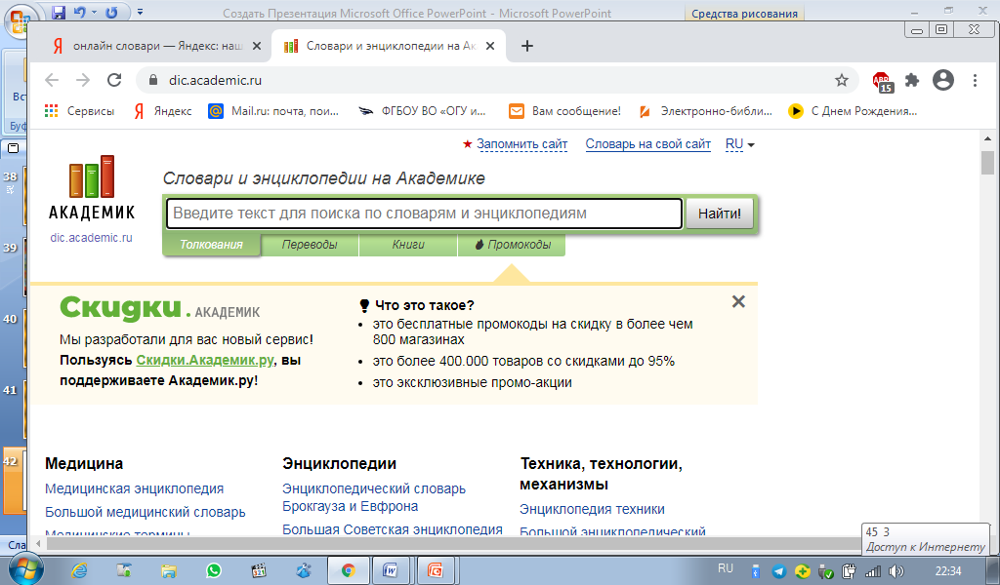 Создать Презентация Microsoft Office PowerPoint - Microsoft PowerPoint
Средства рисования
онлайн словари — Яндекс: наш
Словари и энциклопедии на Ак
dic.academic.ru
ABP
15
Сервисы
Яндекс
Mail.ru: почта, пои...
ФГБОУ ВО «ОГУ и...
Вам сообщение!
Электронно-библи...
С Днем Рождения...
Запомнить сайт
Словарь на свой сайт
RU
АКАДЕМИК
dic.academic.ru
Словари и энциклопедии на Академике
Введите текст для поиска по словарям и энциклопедиям
Найти!
Толкования
Переводы
Книги
Промокоды
Скидки.АКАДЕМИК
Мы разработали для вас новый сервис!
Пользуясь Скидки.Академик.ру, вы
поддерживаете Академик.ру!
Что это такое?
это бесплатные промокоды на скидку в более чем
800 магазинах
это более 400.000 товаров со скидками до 95%
это эксклюзивные промо-акции
Медицина
Медицинская энциклопедия
Большой медицинский словарь
Медицинские термины
Энциклопедии
Энциклопедический словарь
Брокгауза и Евфрона
Большая Советская энциклопедия
Техника, технологии,
механизмы
Энциклопедия техники
Большой энциклопедический
Вст
Буф
38
39
40
41
42
Сла
45 3
Доступ к Интернету
RU
22:34